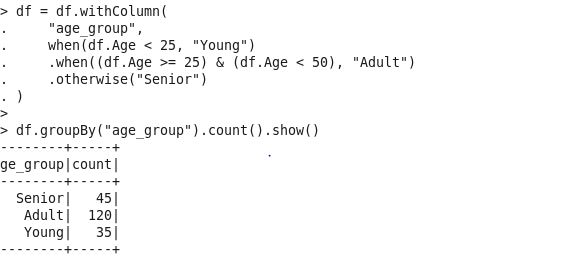 > df = df.withColumn(
.     "age_group",
.     when(df.Age < 25, "Young")
.     .when((df.Age >= 25) & (df.Age < 50), "Adult")
.     .otherwise("Senior")
. )
>
> df.groupBy("age_group").count().show()
--------+-----+
ge_group|count|
--------+-----+
  Senior|   45|
   Adult|  120|
   Young|   35|
--------+-----+